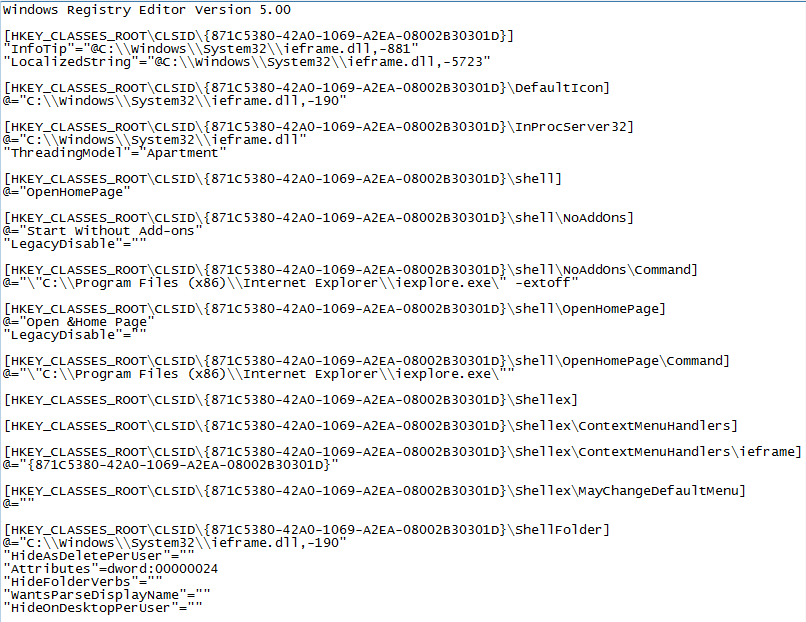 Windows Registry Editor Version 5.00
[HKEY_CLASSES_ROOT\CLSID\{871C5380-42A0-1069-A2EA-08002B30301D}]
"InfoTip"="@C:\\Windows\\System32\\ieframe.dll,-881"
"LocalizedString"="@C:\\Windows\\System32\\ieframe.dll,-5723"
[HKEY_CLASSES_ROOT\CLSID\{871C5380-42A0-1069-A2EA-08002B30301D}\DefaultIcon]
@="C:\\Windows\\System32\\ieframe.dll,-190"
[HKEY_CLASSES_ROOT\CLSID\{871C5380-42A0-1069-A2EA-08002B30301D}\InProcServer32]
@="C:\\Windows\\System32\\ieframe.dll"
"ThreadingModel"="Apartment"
[HKEY_CLASSES_ROOT\CLSID\{871C5380-42A0-1069-A2EA-08002B30301D}\shell]
@="OpenHomePage"
[HKEY_CLASSES_ROOT\CLSID\{871C5380-42A0-1069-A2EA-08002B30301D}\shell\NoAddOns]
@="Start Without Add-ons"
"LegacyDisable"=""
[HKEY_CLASSES_ROOT\CLSID\{871C5380-42A0-1069-A2EA-08002B30301D}\shell\NoAddOns\Command]
@="\"C:\\Program Files (x86)\\Internet Explorer\\iexplore.exe\" -extoff"
[HKEY_CLASSES_ROOT\CLSID\{871C5380-42A0-1069-A2EA-08002B30301D}\shell\OpenHomePage]
@="Open &Home Page"
"LegacyDisable"=""
[HKEY_CLASSES_ROOT\CLSID\{871C5380-42A0-1069-A2EA-08002B30301D}\shell\OpenHomePage\Command]
@="\"C:\\Program Files (x86)\\Internet Explorer\\iexplore.exe\""
[HKEY_CLASSES_ROOT\CLSID\{871C5380-42A0-1069-A2EA-08002B30301D}\Shellex]
[HKEY_CLASSES_ROOT\CLSID\{871C5380-42A0-1069-A2EA-08002B30301D}\Shellex\ContextMenuHandlers]
[HKEY_CLASSES_ROOT\CLSID\{871C5380-42A0-1069-A2EA-08002B30301D}\Shellex\ContextMenuHandlers\ieframe]
@="{871C5380-42A0-1069-A2EA-08002B30301D}"
[HKEY_CLASSES_ROOT\CLSID\{871C5380-42A0-1069-A2EA-08002B30301D}\Shellex\MayChangeDefaultMenu]
@=""
[HKEY_CLASSES_ROOT\CLSID\{871C5380-42A0-1069-A2EA-08002B30301D}\ShellFolder]
@="C:\\Windows\\System32\\ieframe.dll,-190"
"HideAsDeletePerUser"=""
"Attributes"=dword:00000024
"HideFolderVerbs"=""
"WantsParseDisplayName"=""
"HideOnDesktopPerUser"=""